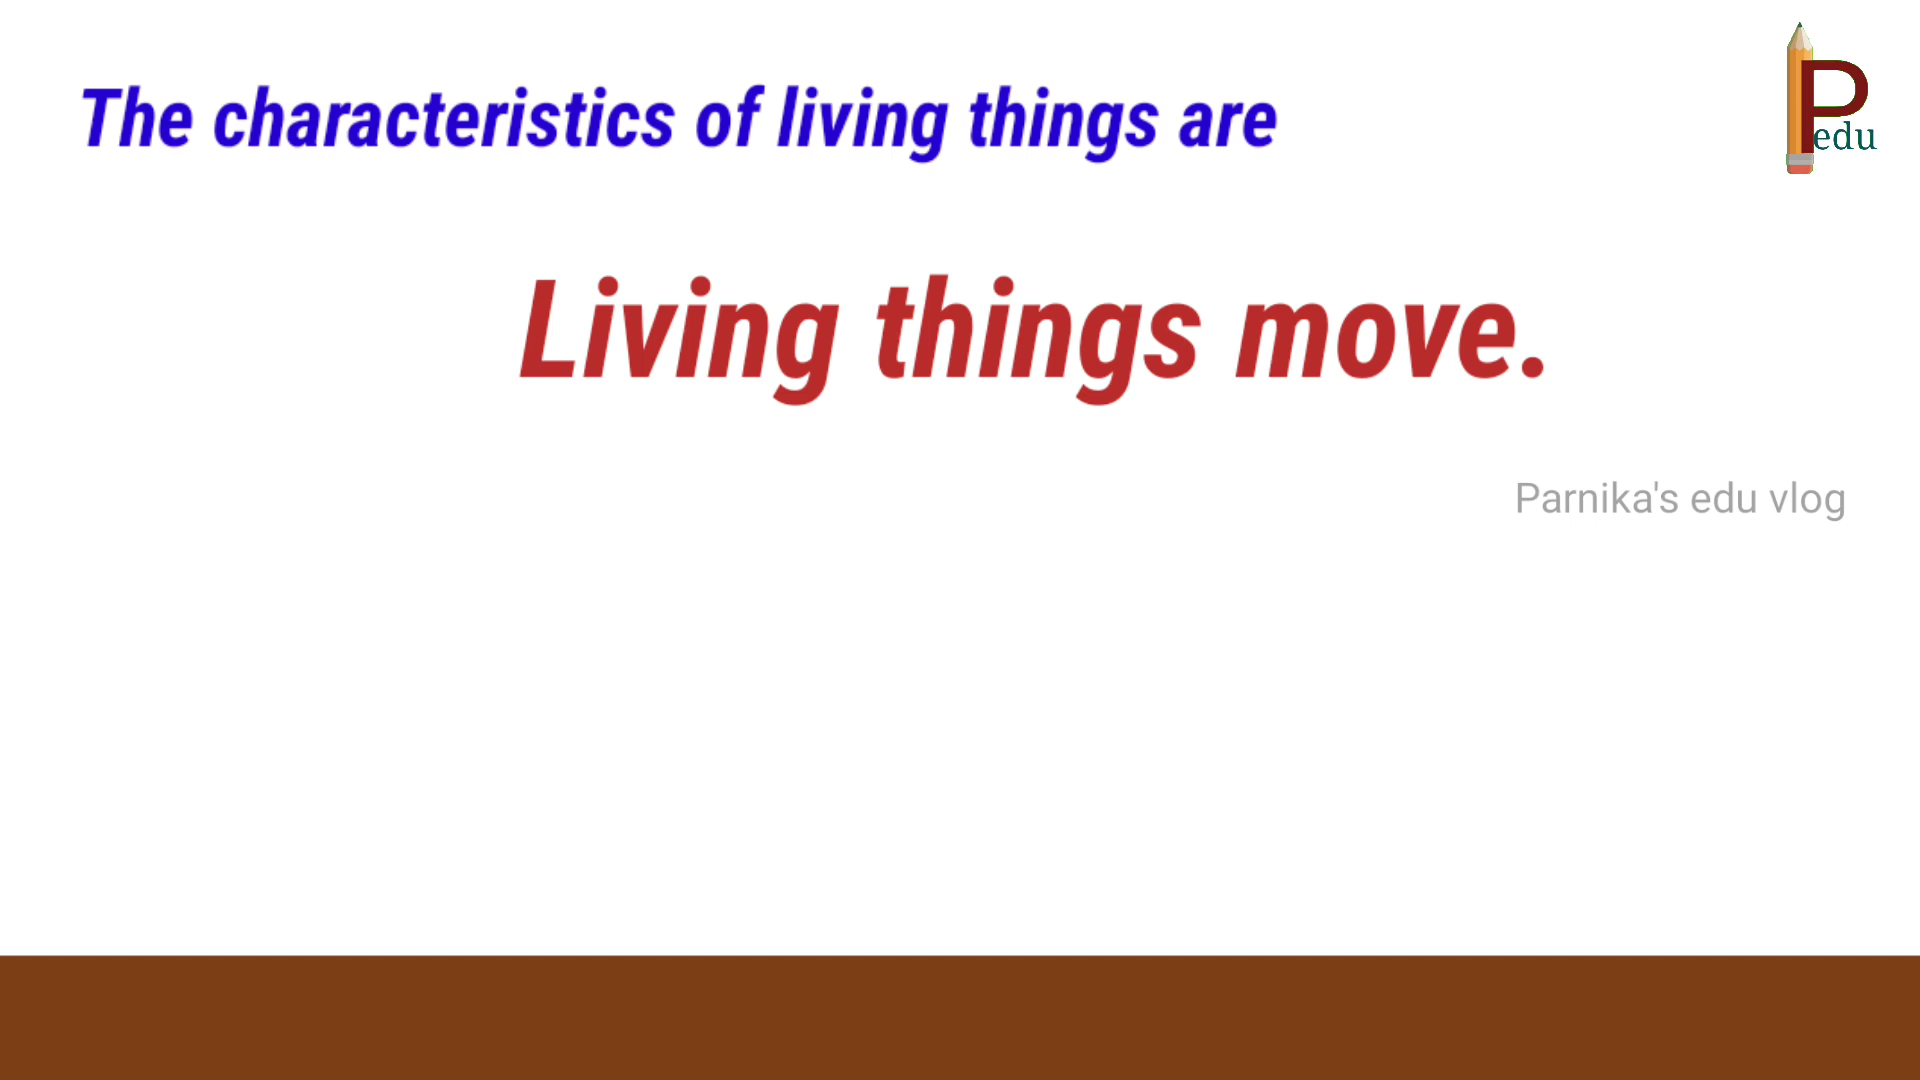 The characteristics of living things are
P
edu
Living things move.
Parnika's edu vlog